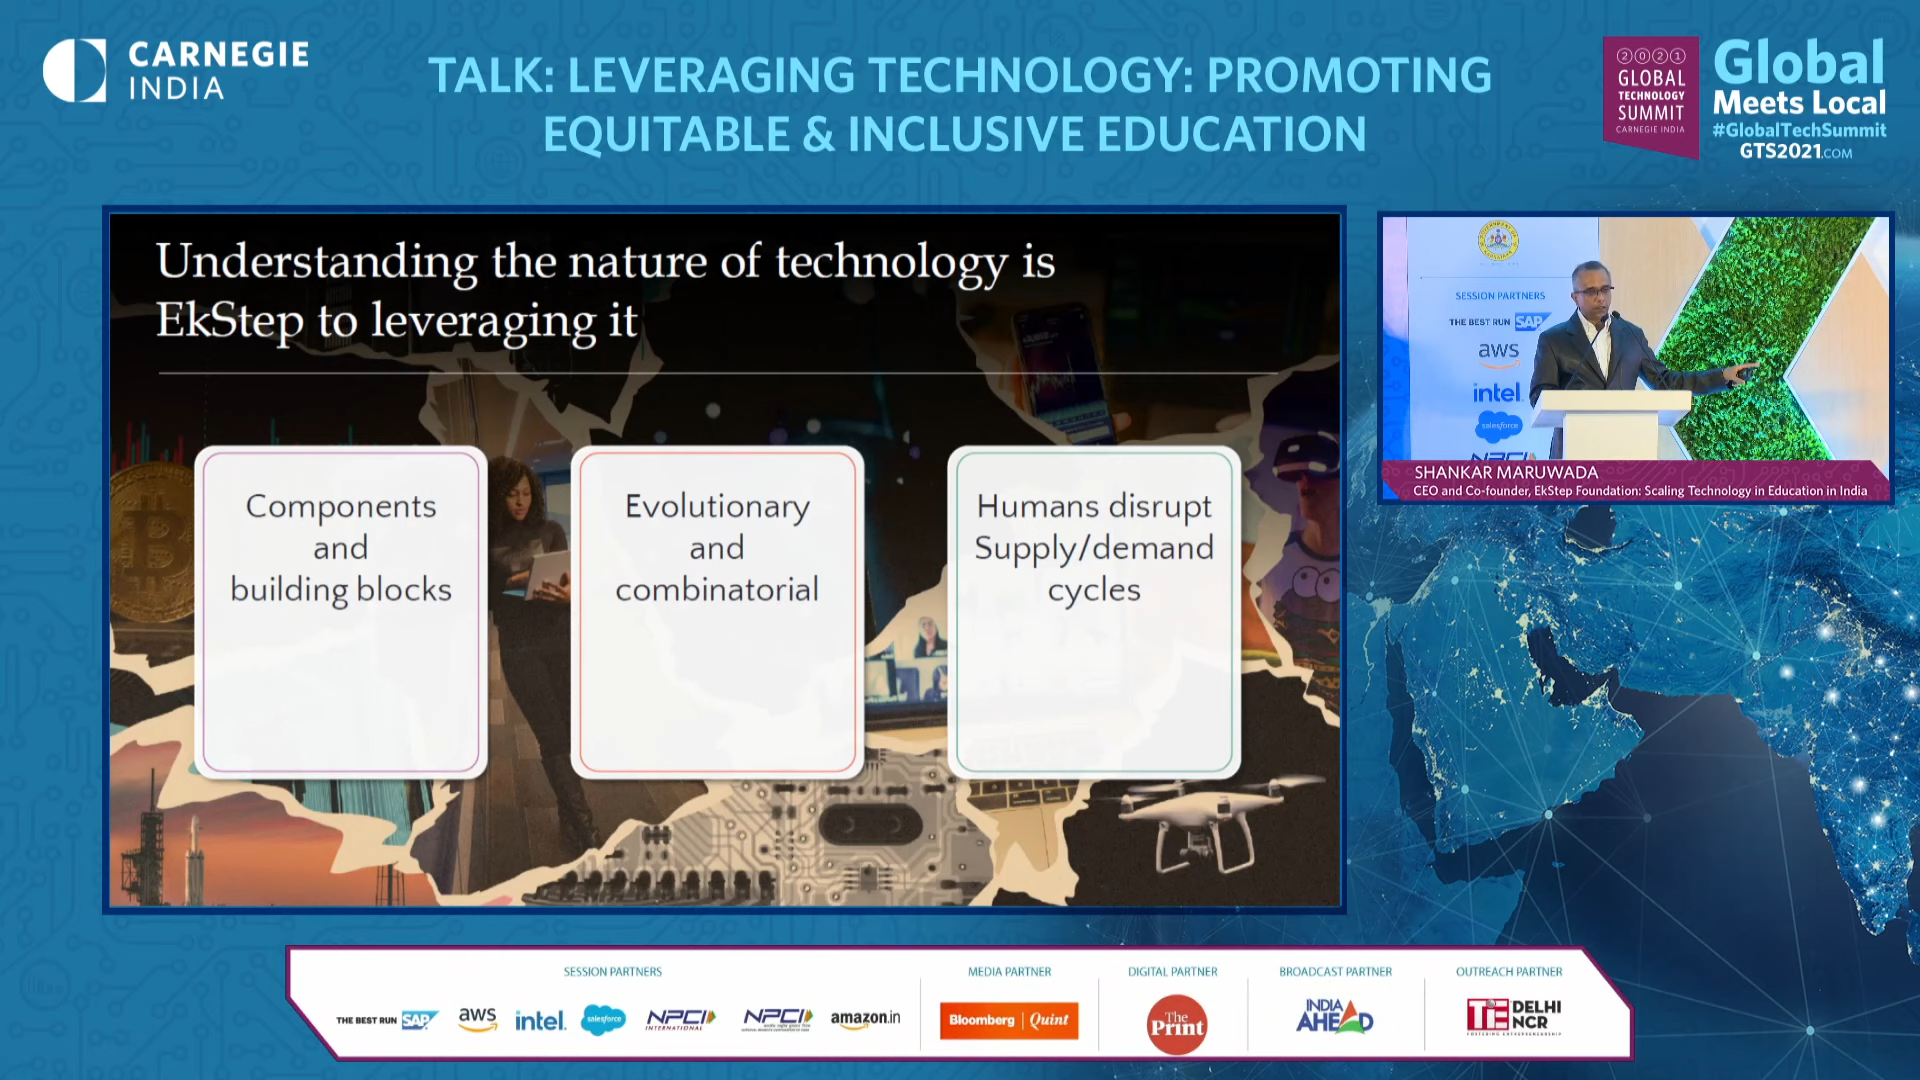 CARNEGIE
INDIA
TALK: LEVERAGING TECHNOLOGY: PROMOTING
EQUITABLE & INCLUSIVE EDUCATION
2021
GLOBAL
TECHNOLOGY
SUMMIT
CARNEGIE INDIA
Global
Meets Local
#GlobalTechSummit
GTS2021.COM
Understanding the nature of technology is
EkStep to leveraging it
Components
and
building blocks
Evolutionary
and
combinatorial
Humans disrupt
Supply/demand
cycles
SESSION PARTNERS
THE BEST RUN SAP
aws
intel
salesforce
NPCI
SHANKAR MARUWADA
CEO and Co-founder, EkStep Foundation: Scaling Technology in Education in India
SESSION PARTNERS
THE BEST RUN SAP
aws
intel.
salesforce
NPCI
INTERNATIONAL
NPCI
amazon.in
MEDIA PARTNER
Bloomberg | Quint
DIGITAL PARTNER
The
Print
BROADCAST PARTNER
INDIA
AHEAD
OUTREACH PARTNER
TiE DELHI
NCR
FOSTERING ENTREPRENEURSHIP